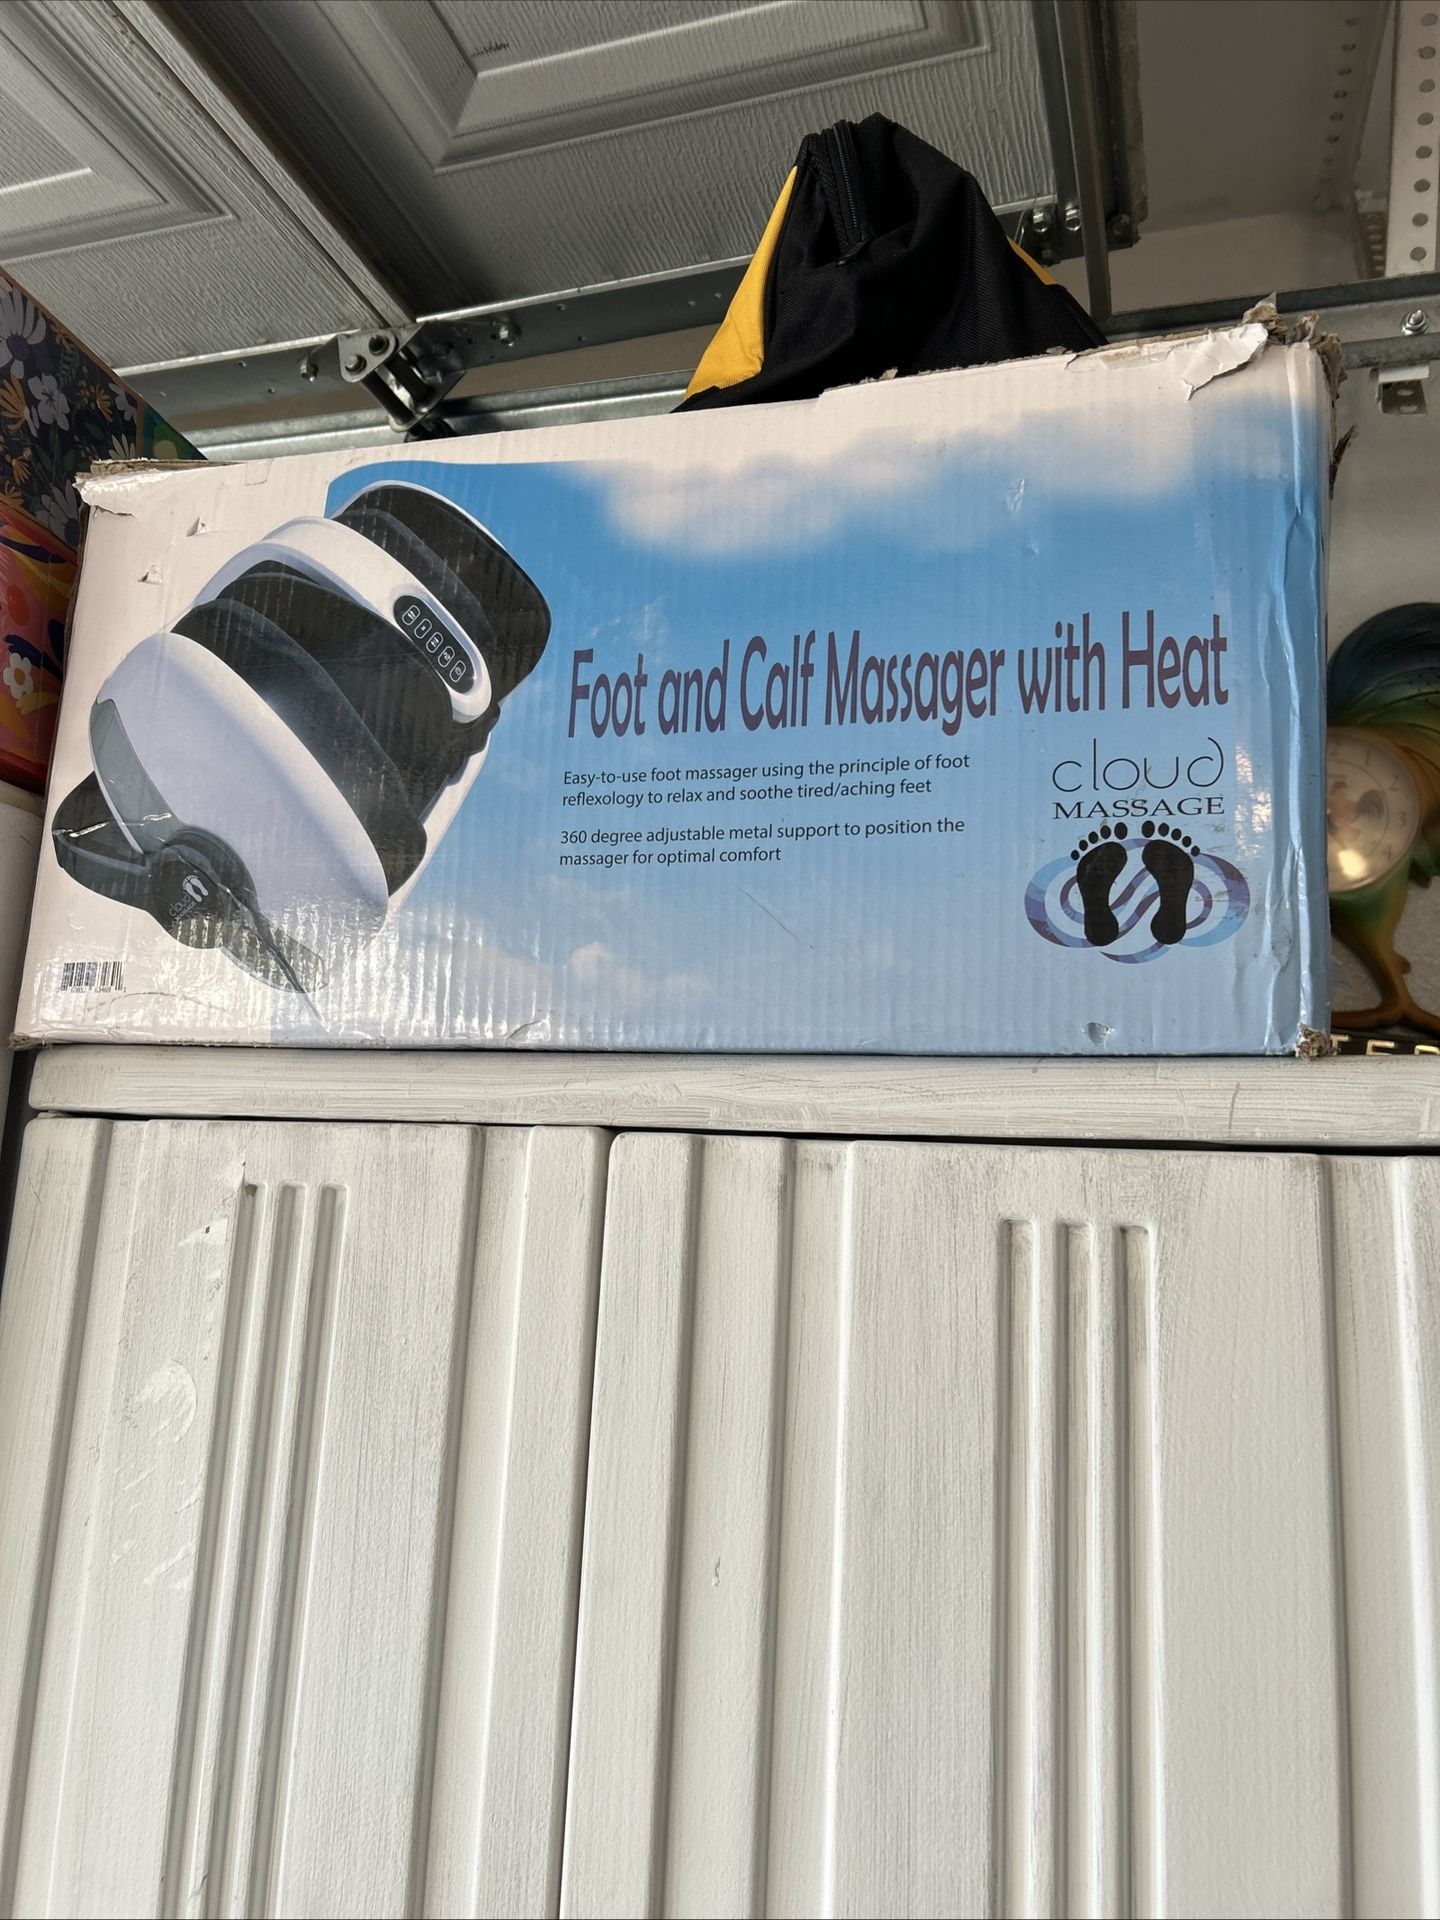 Foot and Calf Massager with Heat
Easy-to-use foot massager using the principle of foot
reflexology to relax and soothe tired/aching feet
360 degree adjustable metal support to position the
massager for optimal comfort
cloud
MASSAGE
cloud